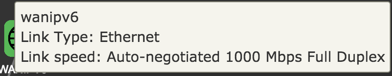 wanipv6
Link Type: Ethernet
Link speed: Auto-negotiated 1000 Mbps Full Duplex